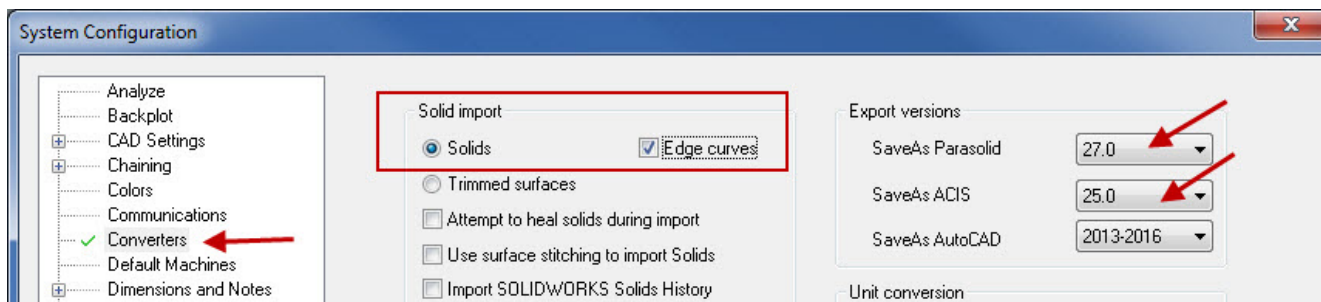 System Configuration
Analyze
Backplot
CAD Settings
Chaining
Colors
Communications
Converters
Default Machines
Dimensions and Notes
Solid import
Solids
Edge curves
Trimmed surfaces
Attempt to heal solids during import
Use surface stitching to import Solids
Import SOLIDWORKS Solids History
Export versions
SaveAs Parasolid 27.0
SaveAs ACIS 25.0
SaveAs AutoCAD 2013-2016
Unit conversion